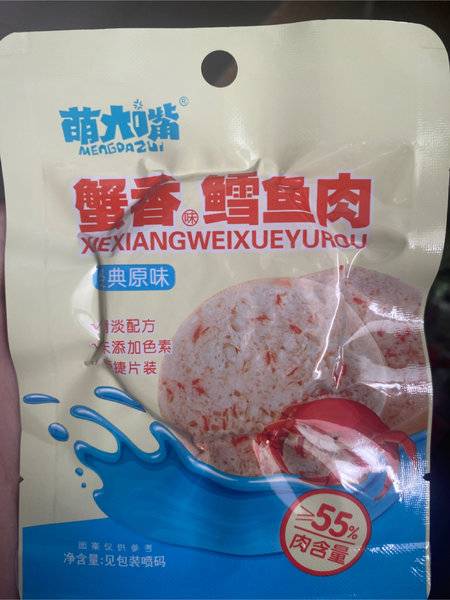 萌大嘴®
MENGDAZUI
蟹香味鳕鱼肉
XIEXIANGWEIXUEYUROU
典原味
淡配方
未添加色素
捷片装
≥55%
肉含量
图案仅供参考
净含量:见包装喷码